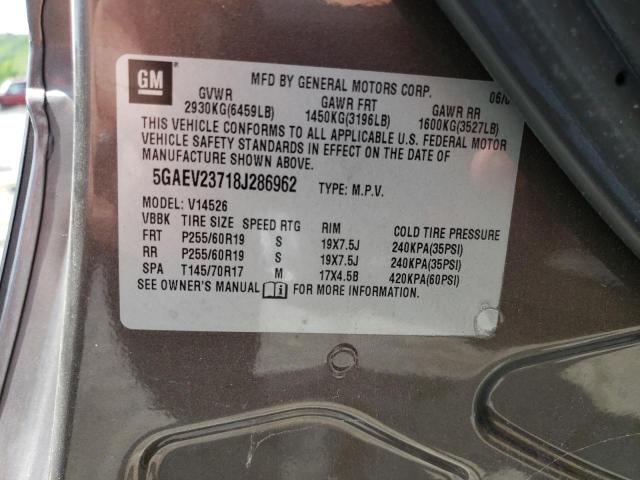 GM
MFD BY GENERAL MOTORS CORP.
GVWR GAWR FRT GAWR RR
2930KG(6459LB) 1450KG(3196LB) 1600KG(3527LB)
THIS VEHICLE CONFORMS TO ALL APPLICABLE U.S. FEDERAL MOTOR
VEHICLE SAFETY STANDARDS IN EFFECT ON THE DATE OF
MANUFACTURE SHOWN ABOVE.
5GAEV23718J286962 TYPE: M.P.V.
MODEL: V14526
VBBK TIRE SIZE SPEED RTG RIM COLD TIRE PRESSURE
FRT P255/60R19 S 19X7.5J 240KPA(35PSI)
RR P255/60R19 S 19X7.5J 240KPA(35PSI)
SPA T145/70R17 M 17X4.5B 420KPA(60PSI)
SEE OWNER'S MANUAL FOR MORE INFORMATION.